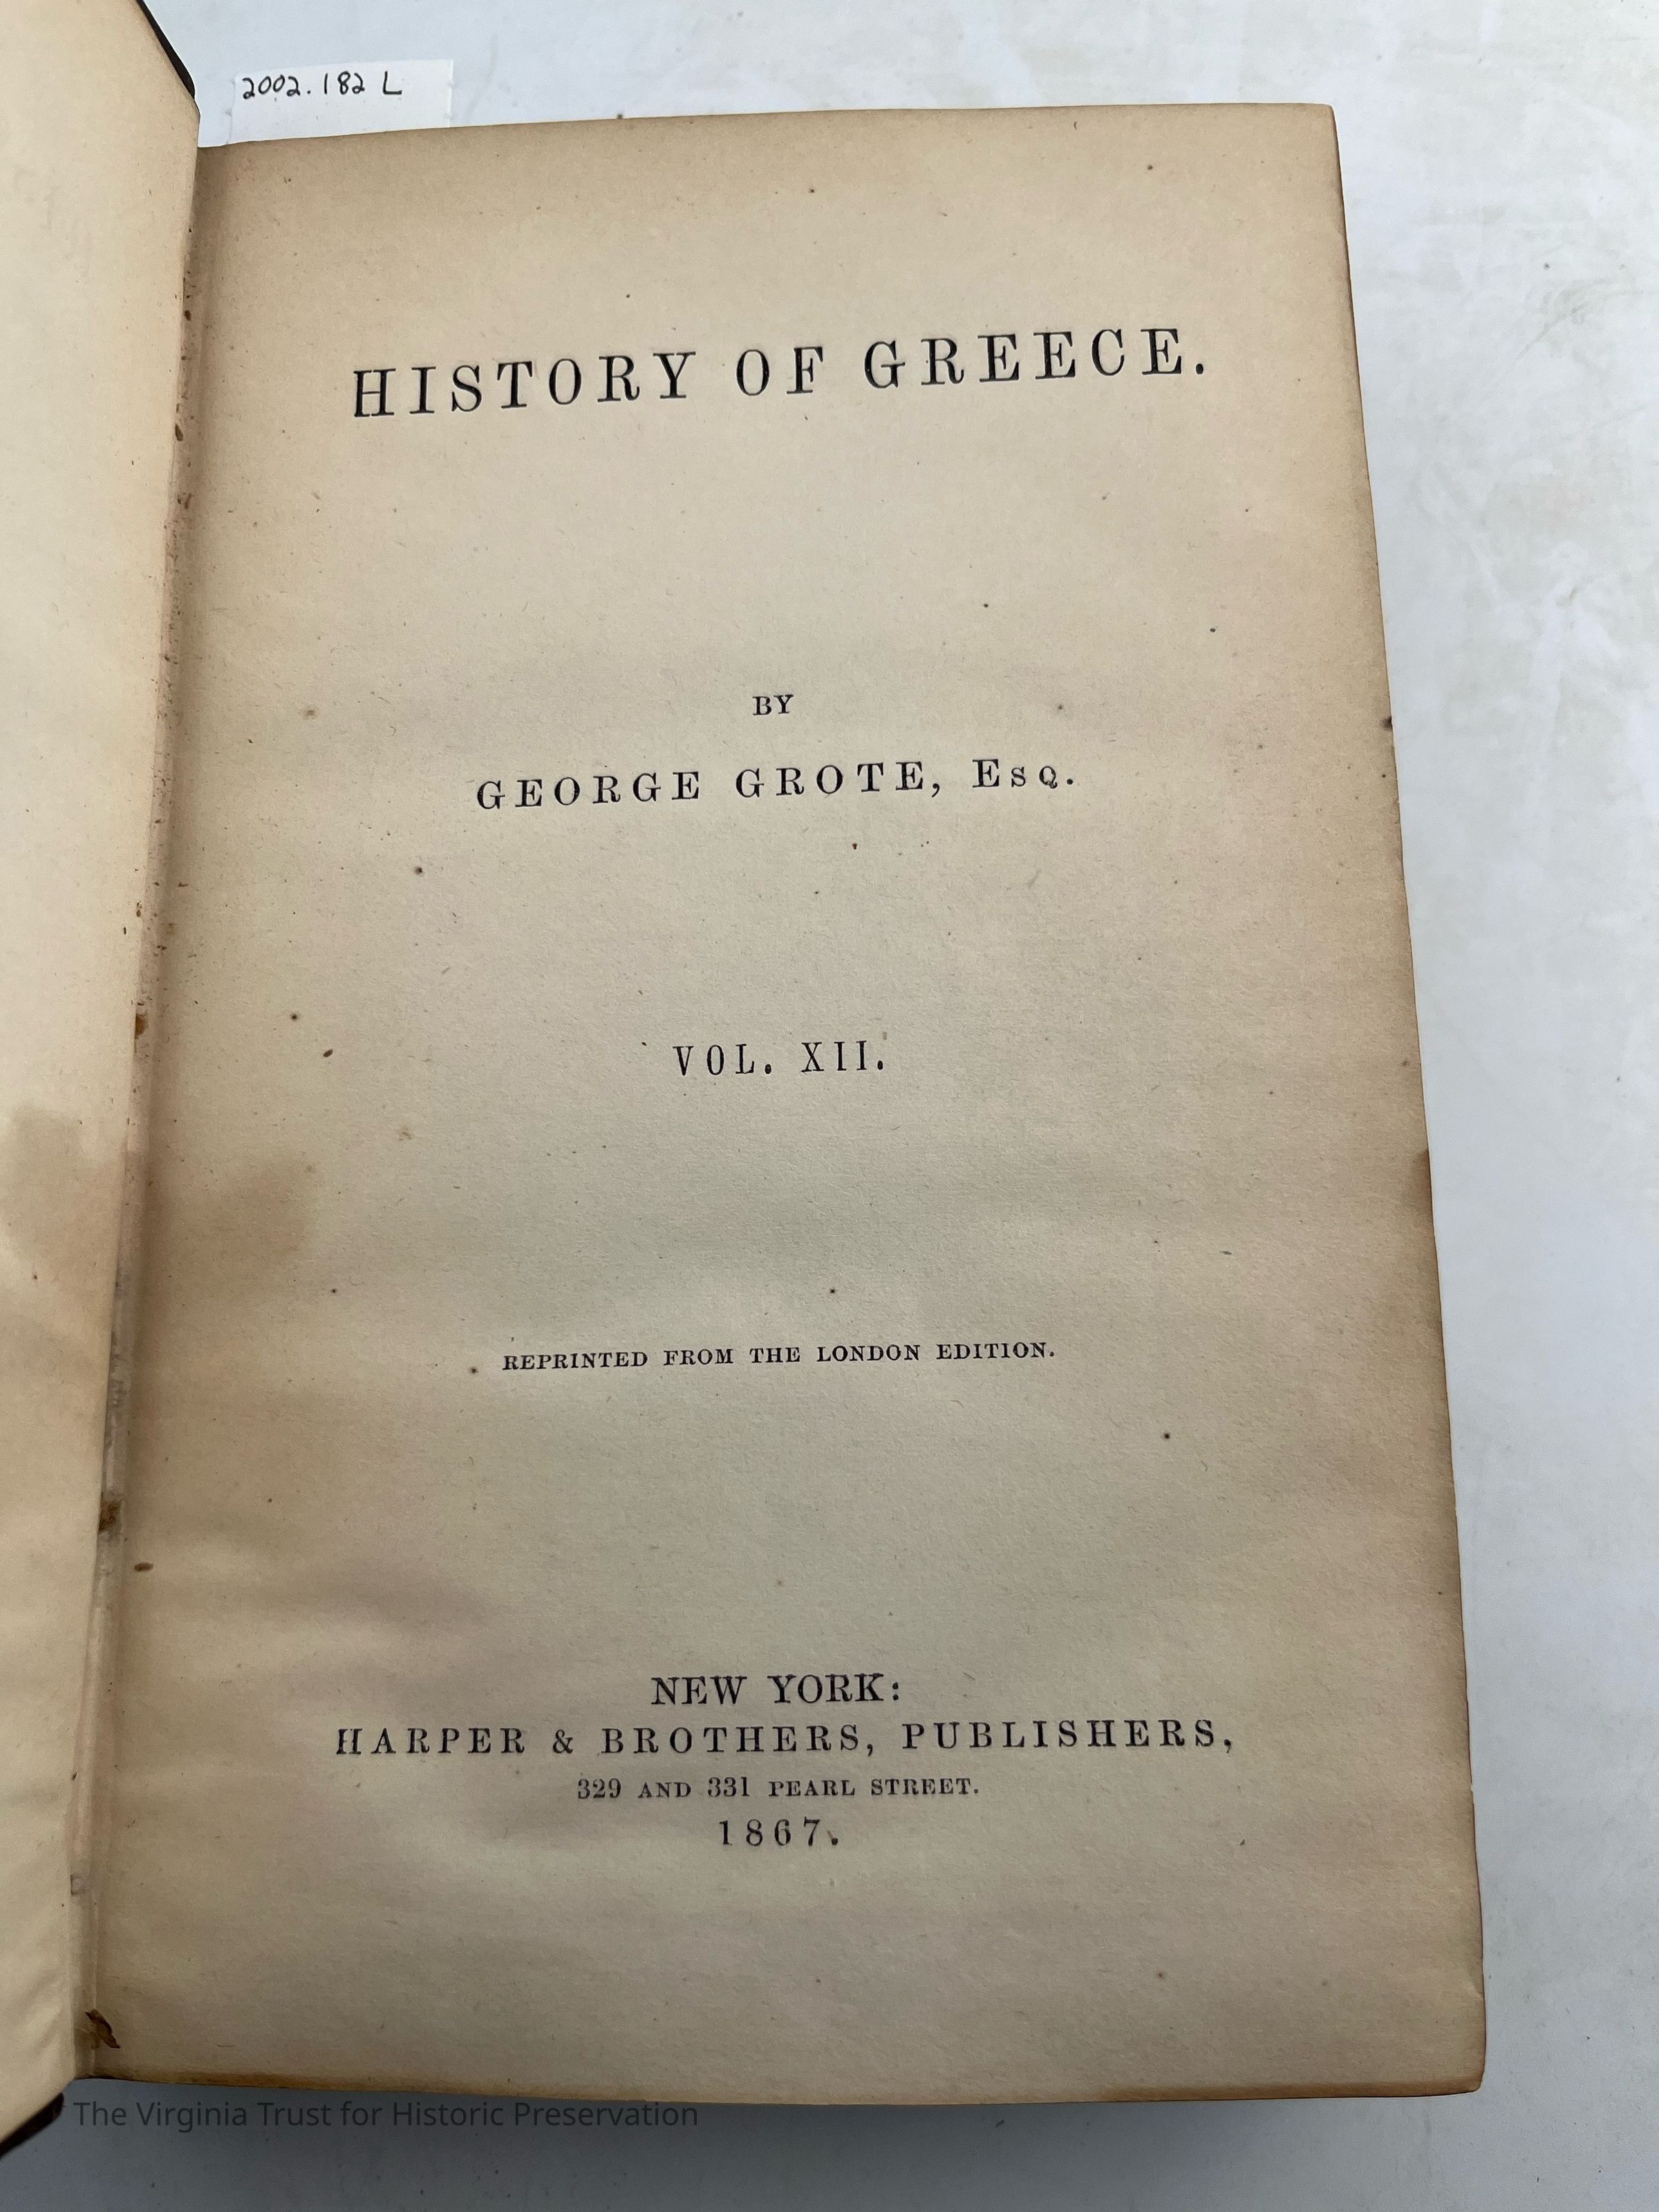 2002.182 L
HISTORY OF GREECE.
BY
GEORGE GROTE, Esq.
VOL. XII.
REPRINTED FROM THE LONDON EDITION.
NEW YORK:
HARPER & BROTHERS, PUBLISHERS,
329 AND 331 PEARL STREET.
1867.
The Virginia Trust for Historic Preservation